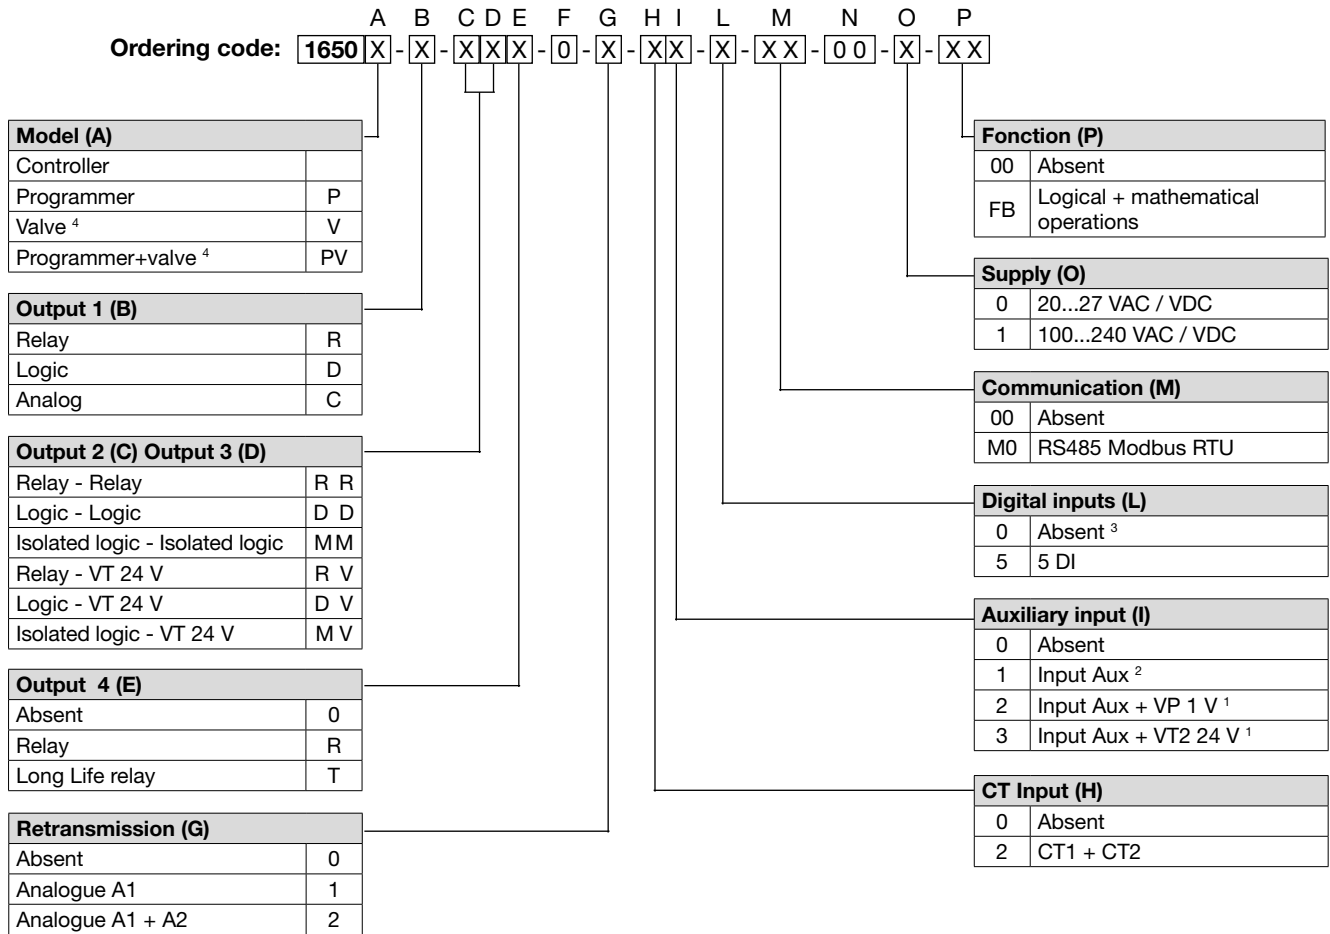 A B C D E F G H I L M N O P
Ordering code: 1650 X - X - X X X - 0 - X - X X - X - X X - 0 0 - X - X X
Model (A)
Controller
Programmer P
Valve 4 V
Programmer+valve 4 PV
Output 1 (B)
Relay R
Logic D
Analog C
Output 2 (C) Output 3 (D)
Relay - Relay R R
Logic - Logic D D
Isolated logic - Isolated logic M M
Relay - VT 24 V R V
Logic - VT 24 V D V
Isolated logic - VT 24 V M V
Output 4 (E)
Absent 0
Relay R
Long Life relay T
Retransmission (G)
Absent 0
Analogue A1 1
Analogue A1 + A2 2
Fonction (P)
00 Absent
FB Logical + mathematical
operations
Supply (O)
0 20...27 VAC / VDC
1 100...240 VAC / VDC
Communication (M)
00 Absent
M0 RS485 Modbus RTU
Digital inputs (L)
0 Absent 3
5 5 DI
Auxiliary input (I)
0 Absent
1 Input Aux 2
2 Input Aux + VP 1 V 1
3 Input Aux + VT2 24 V 1
CT Input (H)
0 Absent
2 CT1 + CT2